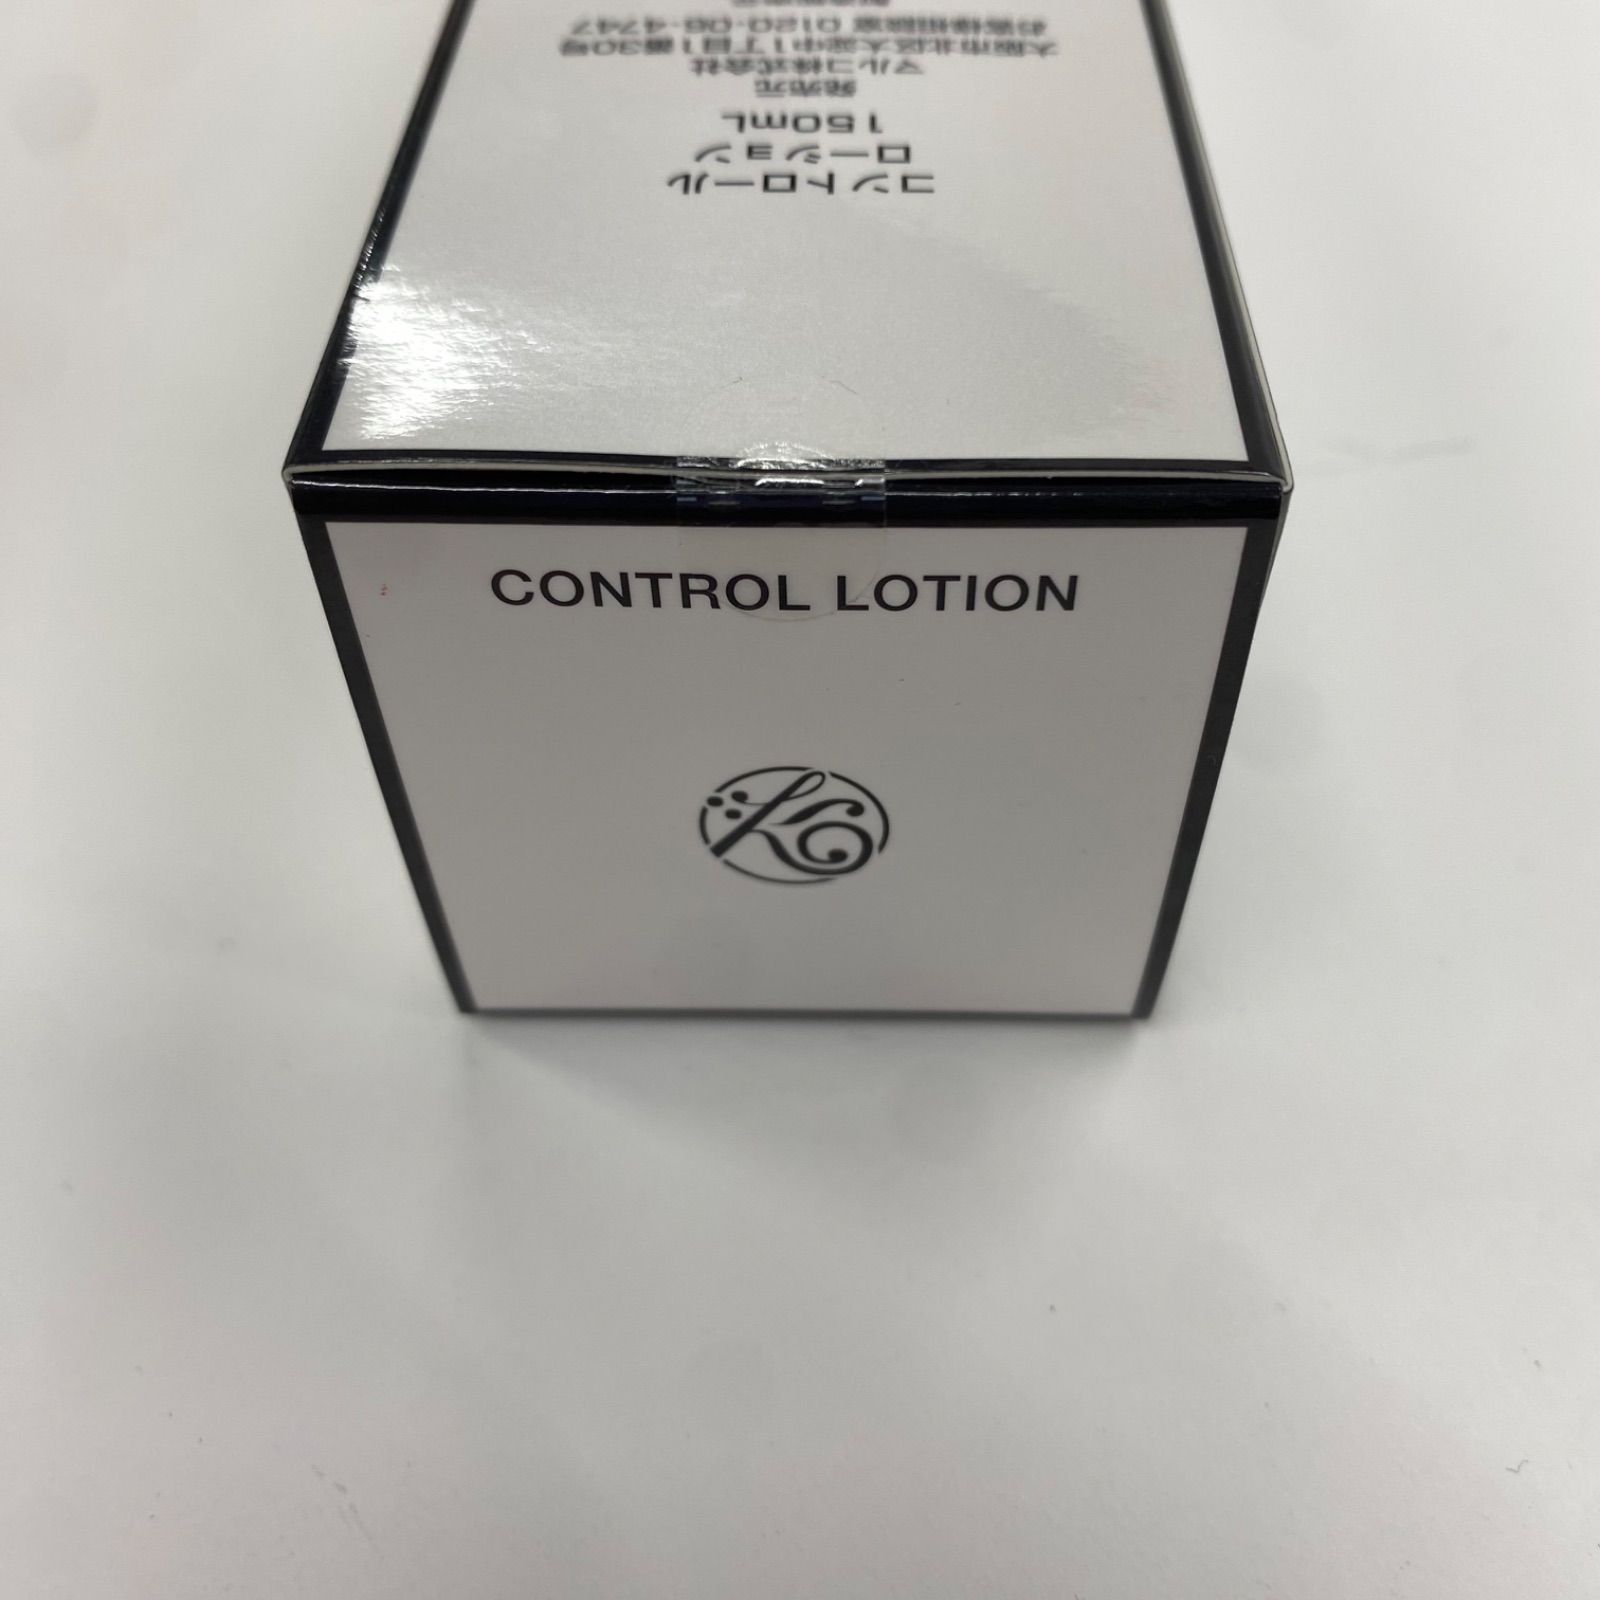 コントロール
ローション
150mL
発売元
マルコ株式会社
大阪市北区大淀中1丁目1番30号
お客様相談室 0120-06-4747
CONTROL LOTION